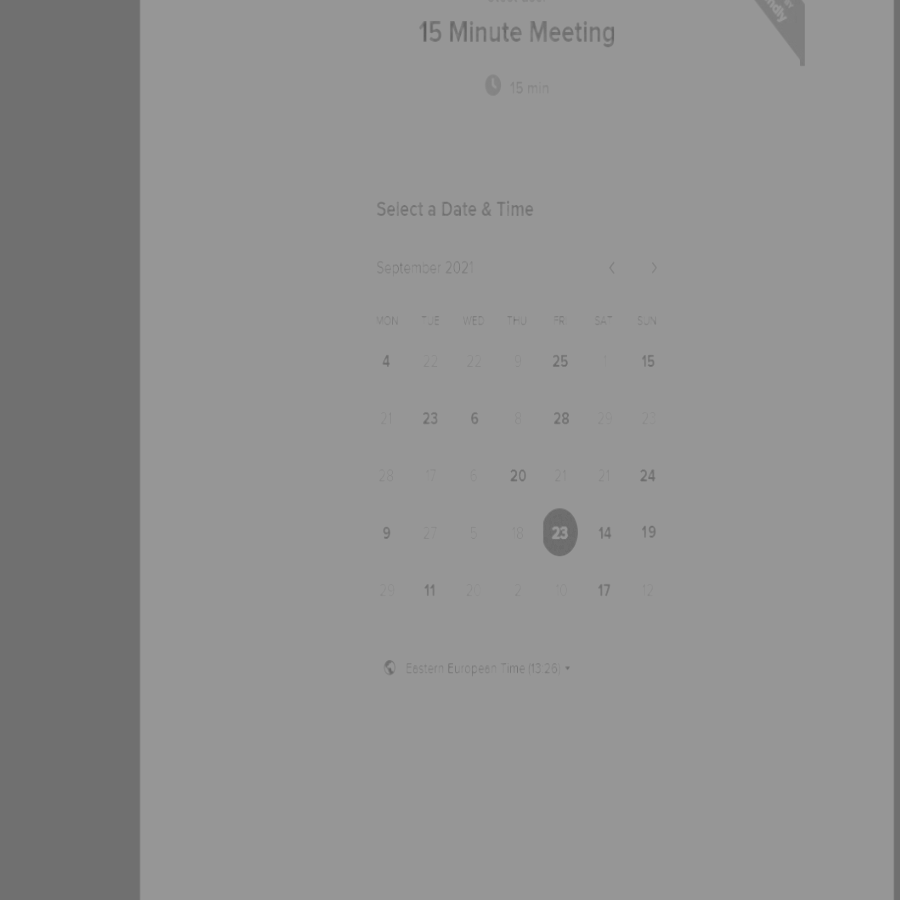 15 Minute Meeting
15 min
Select a Date & Time
September 2021
MON TUE WED THU FRI SAT SUN
4 22 22 9 25 1 15
21 23 6 8 28 29 23
28 17 6 20 21 21 24
9 27 5 18 23 14 19
29 11 20 2 10 17 12
Eastern European Time (13:26)